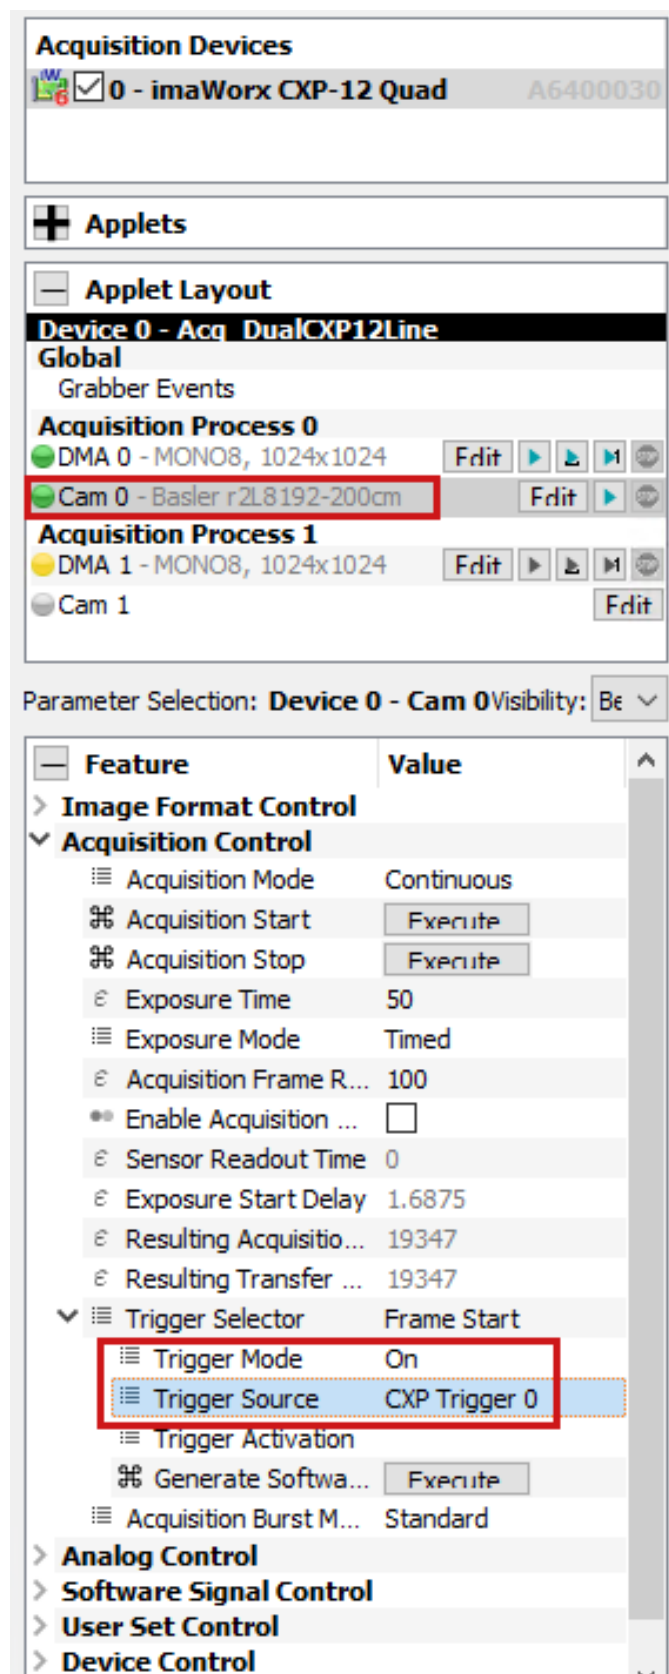 Acquisition Devices
0 - imaWorx CXP-12 Quad A6400030
Applets
Applet Layout
Device 0 - Acq_DualCXP12Line
Global
Grabber Events
Acquisition Process 0
DMA 0 - MONO8, 1024x1024 Edit
Cam 0 - Basler r2L8192-200cm Edit
Acquisition Process 1
DMA 1 - MONO8, 1024x1024 Edit
Cam 1 Edit
Parameter Selection: Device 0 - Cam 0 Visibility: Be
Feature Value
Image Format Control
Acquisition Control
Acquisition Mode Continuous
Acquisition Start Execute
Acquisition Stop Execute
Exposure Time 50
Exposure Mode Timed
Acquisition Frame R... 100
Enable Acquisition ...
Sensor Readout Time 0
Exposure Start Delay 1.6875
Resulting Acquisitio... 19347
Resulting Transfer ... 19347
Trigger Selector Frame Start
Trigger Mode On
Trigger Source CXP Trigger 0
Trigger Activation
Generate Softwa... Execute
Acquisition Burst M... Standard
Analog Control
Software Signal Control
User Set Control
Device Control